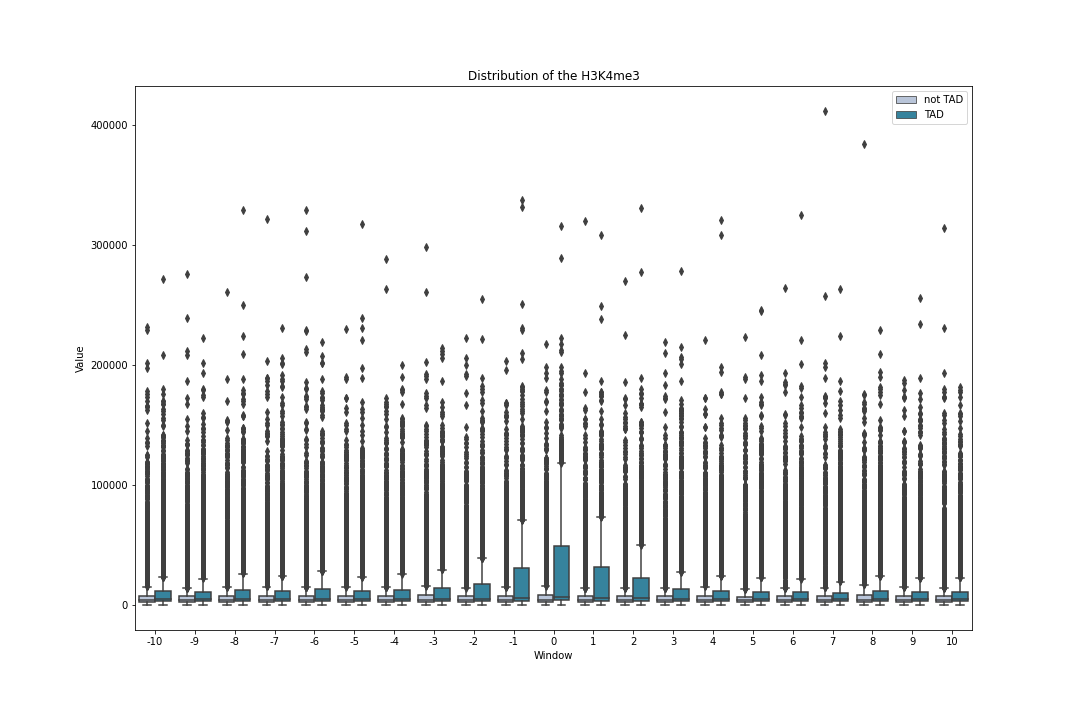 Distribution of the H3K4me3
not TAD
TAD
400000
300000
200000
100000
0
Value
-10 -9 -8 -7 -6 -5 -4 -3 -2 -1 0 1 2 3 4 5 6 7 8 9 10
Window